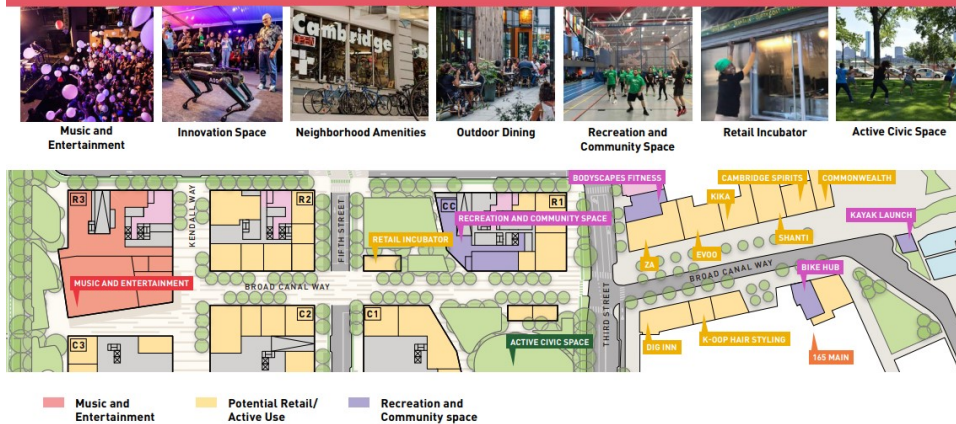 Cambridge
OPEN
Music and
Entertainment
Innovation Space
Neighborhood Amenities
Outdoor Dining
Recreation and
Community Space
Retail Incubator
Active Civic Space
R3
KENDALL WAY
R2
FIFTH STREET
CC
R1
RECREATION AND COMMUNITY SPACE
RETAIL INCUBATOR
MUSIC AND ENTERTAINMENT
BROAD CANAL WAY
C3
C2
C1
ACTIVE CIVIC SPACE
THIRD STREET
BODYSCAPES FITNESS
CAMBRIDGE SPIRITS
COMMONWEALTH
KIKA
KAYAK LAUNCH
SHANTI
EVOO
ZA
BROAD CANAL WAY
BIKE HUB
DIG INN
K-OOP HAIR STYLING
165 MAIN
Music and
Entertainment
Potential Retail/
Active Use
Recreation and
Community space